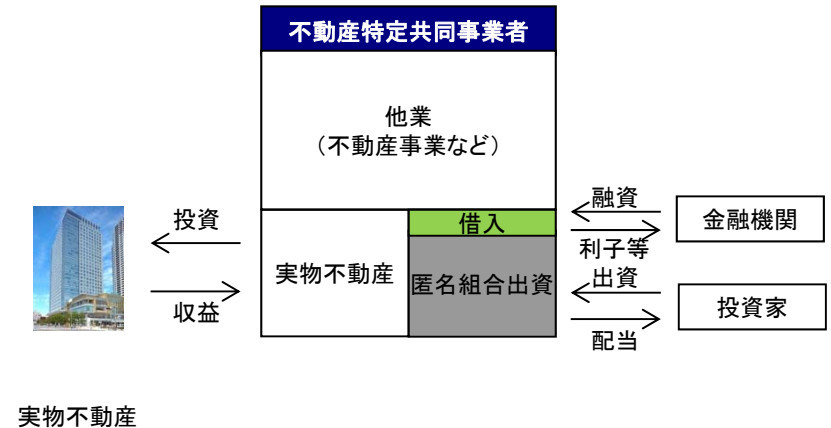 不動産特定共同事業者
他業
（不動産事業など）
投資
収益
実物不動産
借入
匿名組合出資
融資
利子等
出資
配当
金融機関
投資家
実物不動産